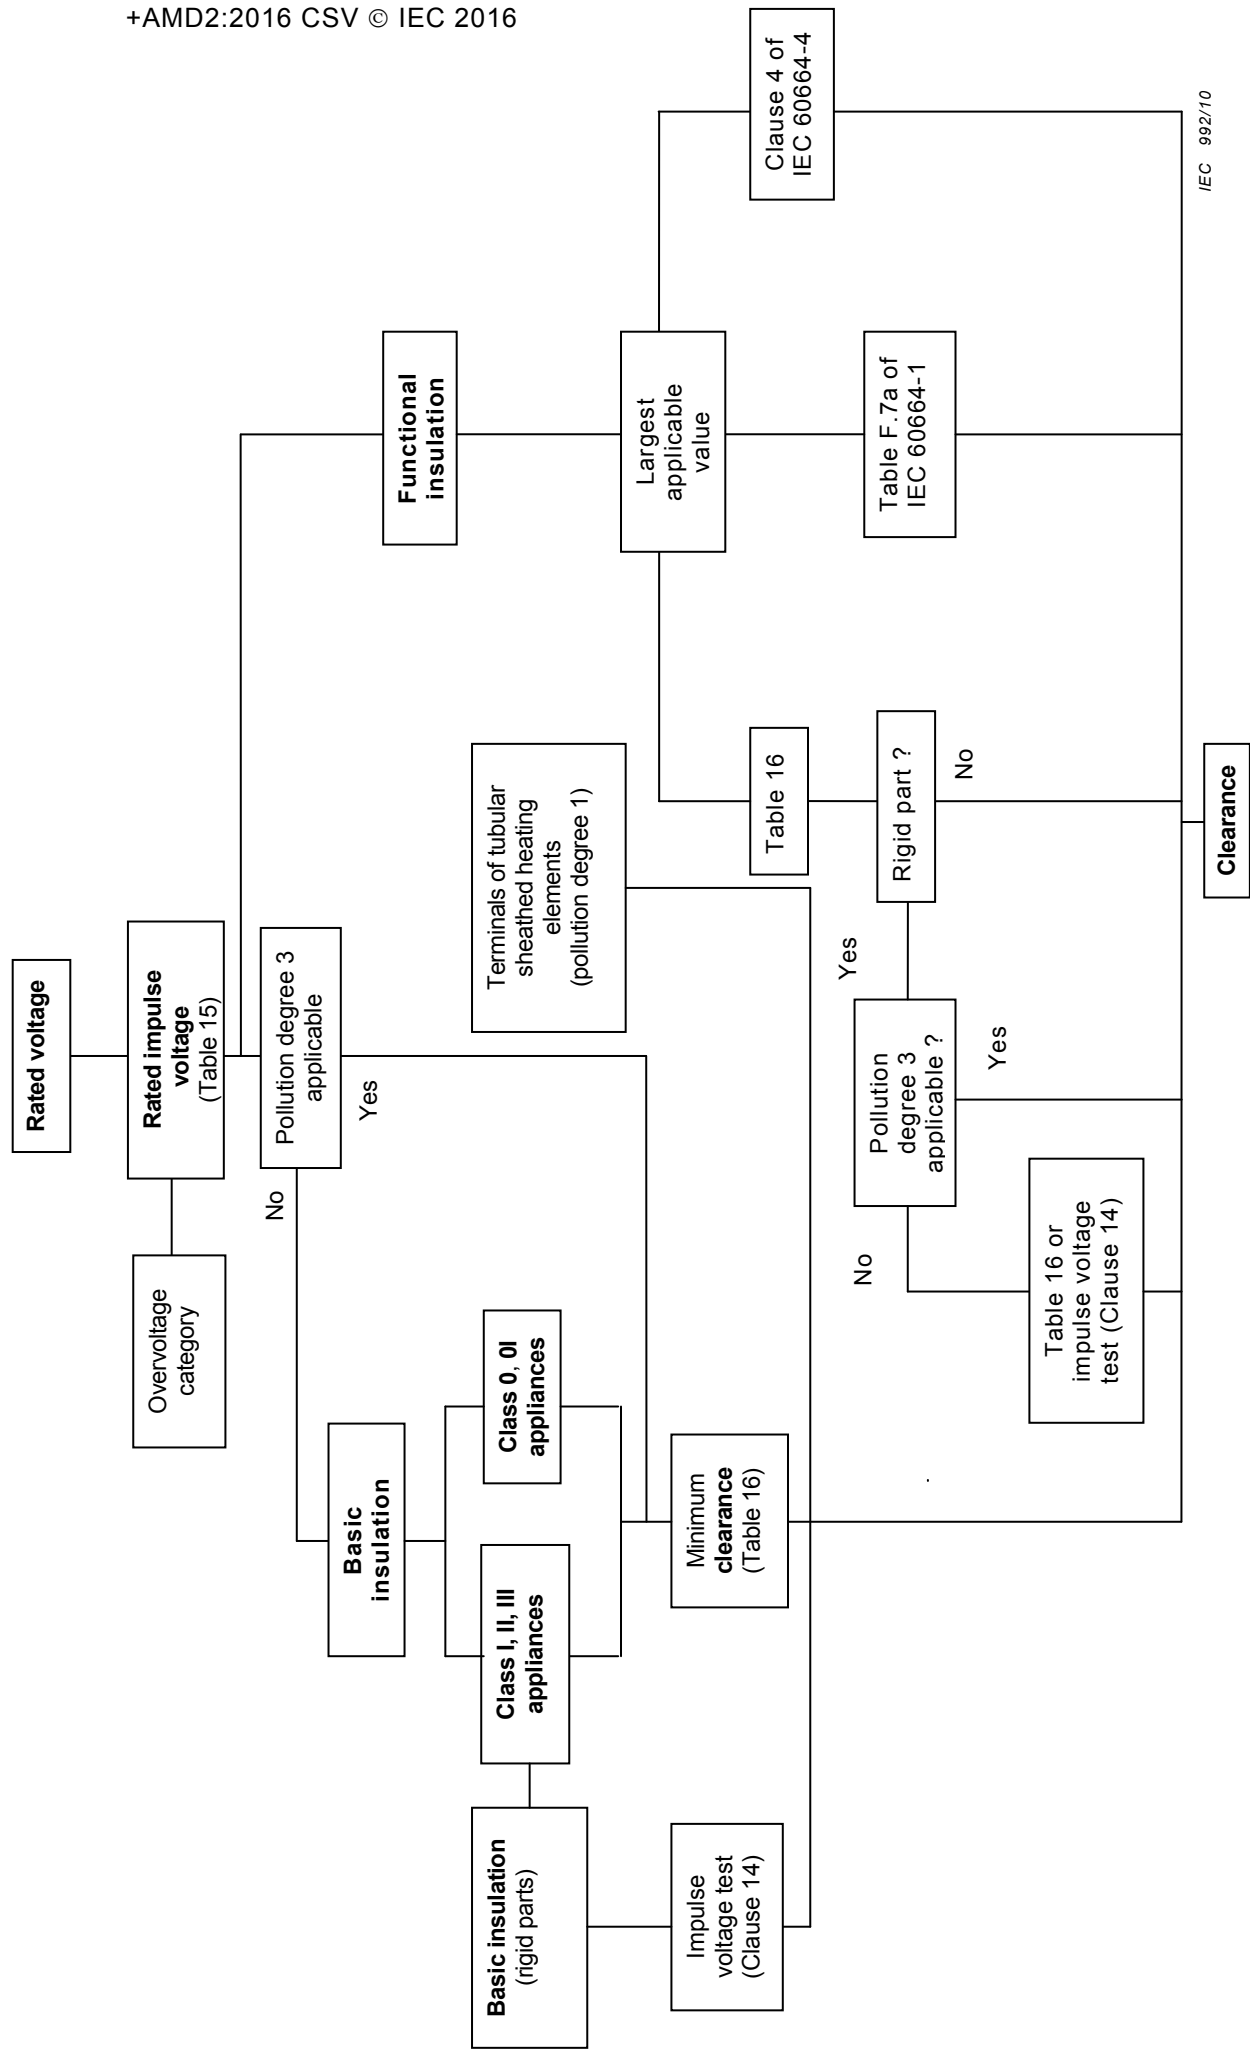 +AMD2:2016 CSV © IEC 2016
Rated voltage
Overvoltage
category
Rated impulse
voltage
(Table 15)
Pollution degree 3
applicable
No
Yes
Basic
insulation
Functional
insulation
Basic insulation
(rigid parts)
Class I, II, III
appliances
Class 0, 0I
appliances
Terminals of tubular
sheathed heating
elements
(pollution degree 1)
Largest
applicable
value
Impulse
voltage test
(Clause 14)
Minimum
clearance
(Table 16)
Table 16
Clause 4 of
IEC 60664-4
Rigid part ?
Yes
No
Table F.7a of
IEC 60664-1
Pollution
degree 3
applicable ?
No
Yes
Table 16 or
impulse voltage
test (Clause 14)
Clearance
IEC 992/10